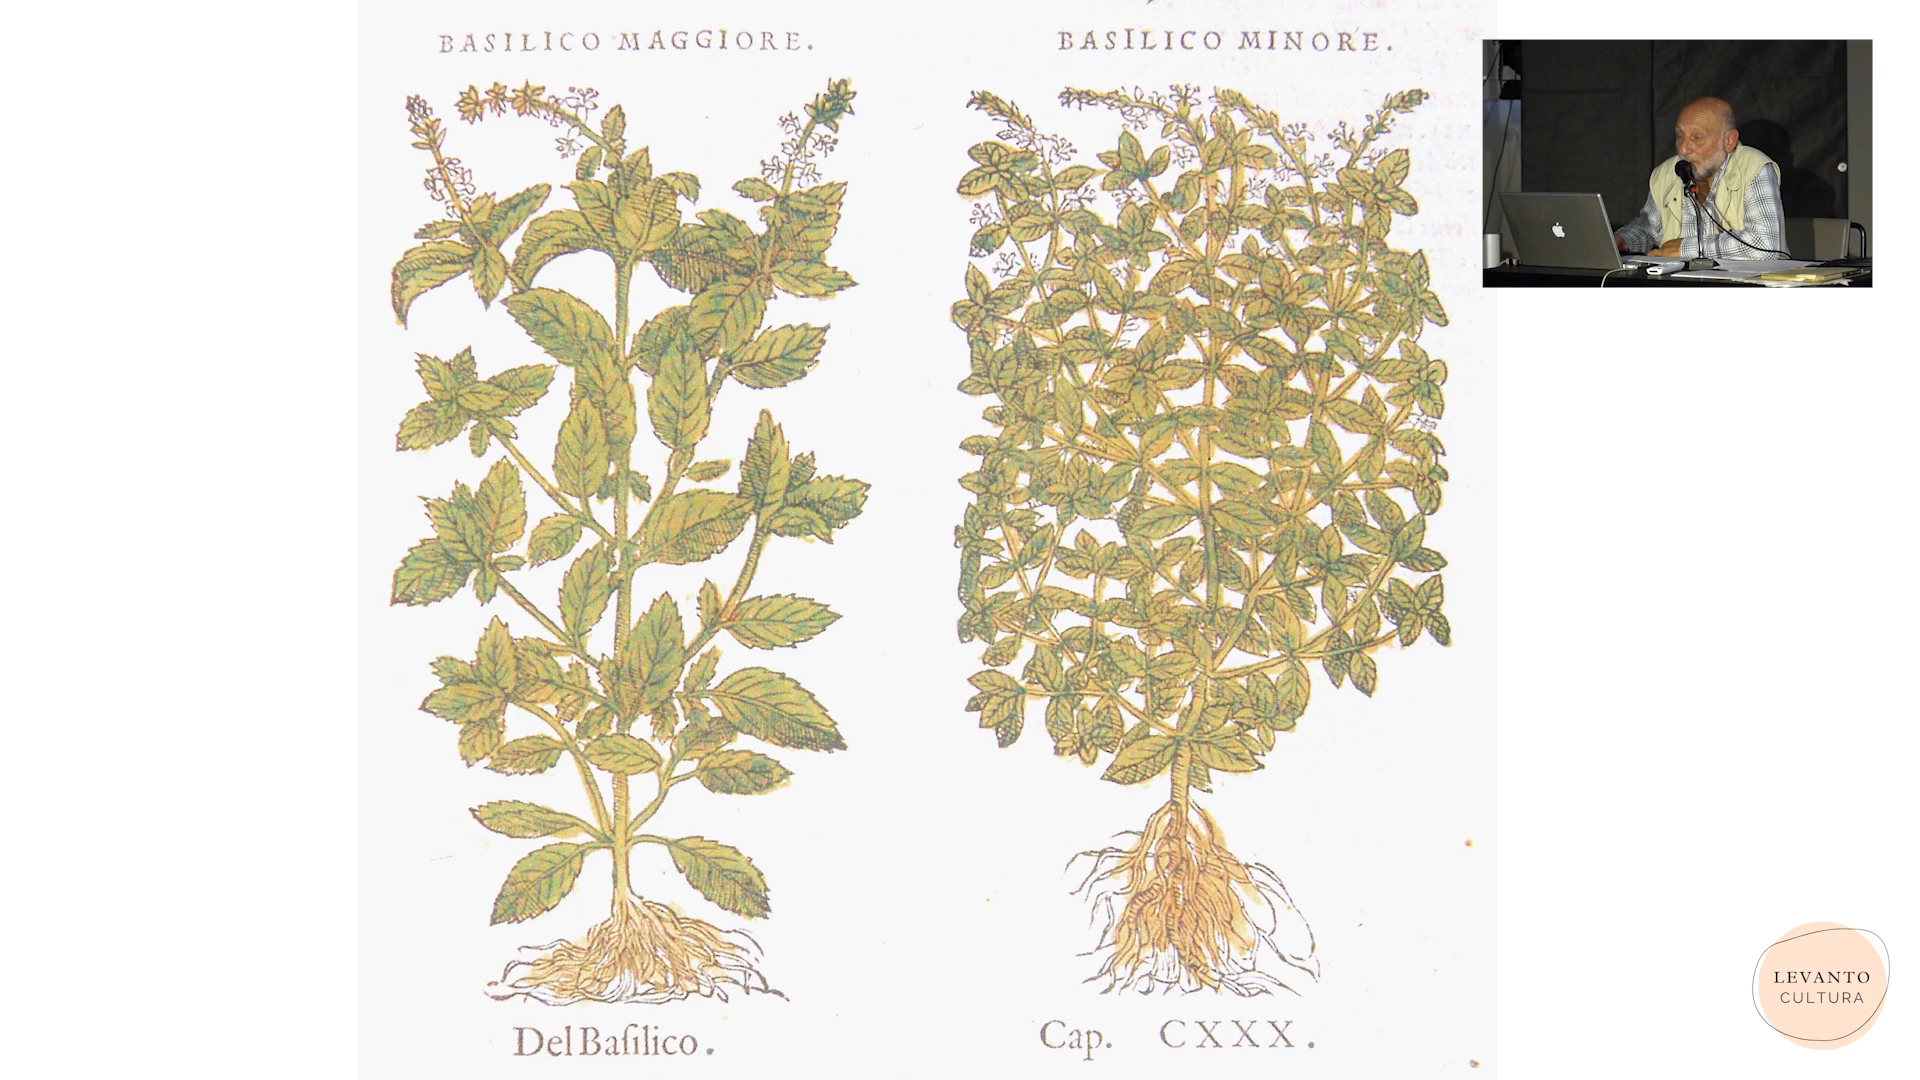 BASILICO MAGGIORE.
BASILICO MINORE.
Del Baſilico.
Cap. CXXX.
LEVANTO
CULTURA